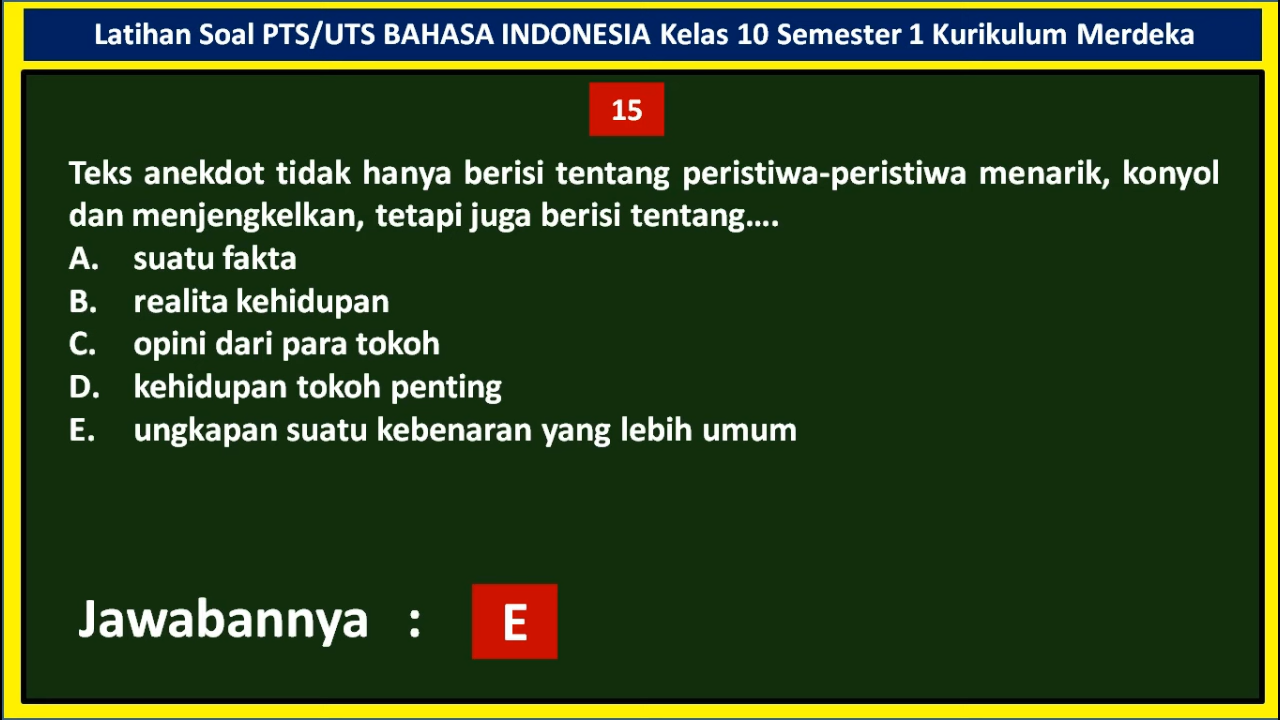 Latihan Soal PTS/UTS BAHASA INDONESIA Kelas 10 Semester 1 Kurikulum Merdeka
15
Teks anekdot tidak hanya berisi tentang peristiwa-peristiwa menarik, konyol
dan menjengkelkan, tetapi juga berisi tentang....
A. suatu fakta
B. realita kehidupan
C. opini dari para tokoh
D. kehidupan tokoh penting
E. ungkapan suatu kebenaran yang lebih umum
Jawabannya : E